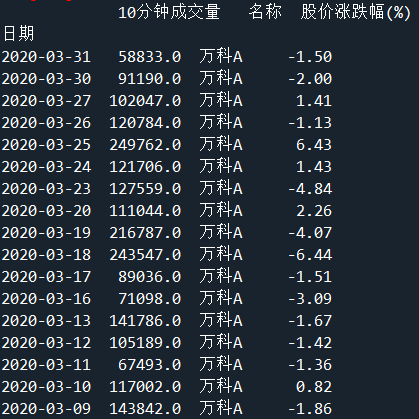 10分钟成交量 名称 股价涨跌幅(%)
日期
2020-03-31 58833.0 万科A -1.50
2020-03-30 91190.0 万科A -2.00
2020-03-27 102047.0 万科A 1.41
2020-03-26 120784.0 万科A -1.13
2020-03-25 249762.0 万科A 6.43
2020-03-24 121706.0 万科A 1.43
2020-03-23 127559.0 万科A -4.84
2020-03-20 111044.0 万科A 2.26
2020-03-19 216787.0 万科A -4.07
2020-03-18 243547.0 万科A -6.44
2020-03-17 89036.0 万科A -1.51
2020-03-16 71098.0 万科A -3.09
2020-03-13 141786.0 万科A -1.67
2020-03-12 105189.0 万科A -1.42
2020-03-11 67493.0 万科A -1.36
2020-03-10 117002.0 万科A 0.82
2020-03-09 143842.0 万科A -1.86